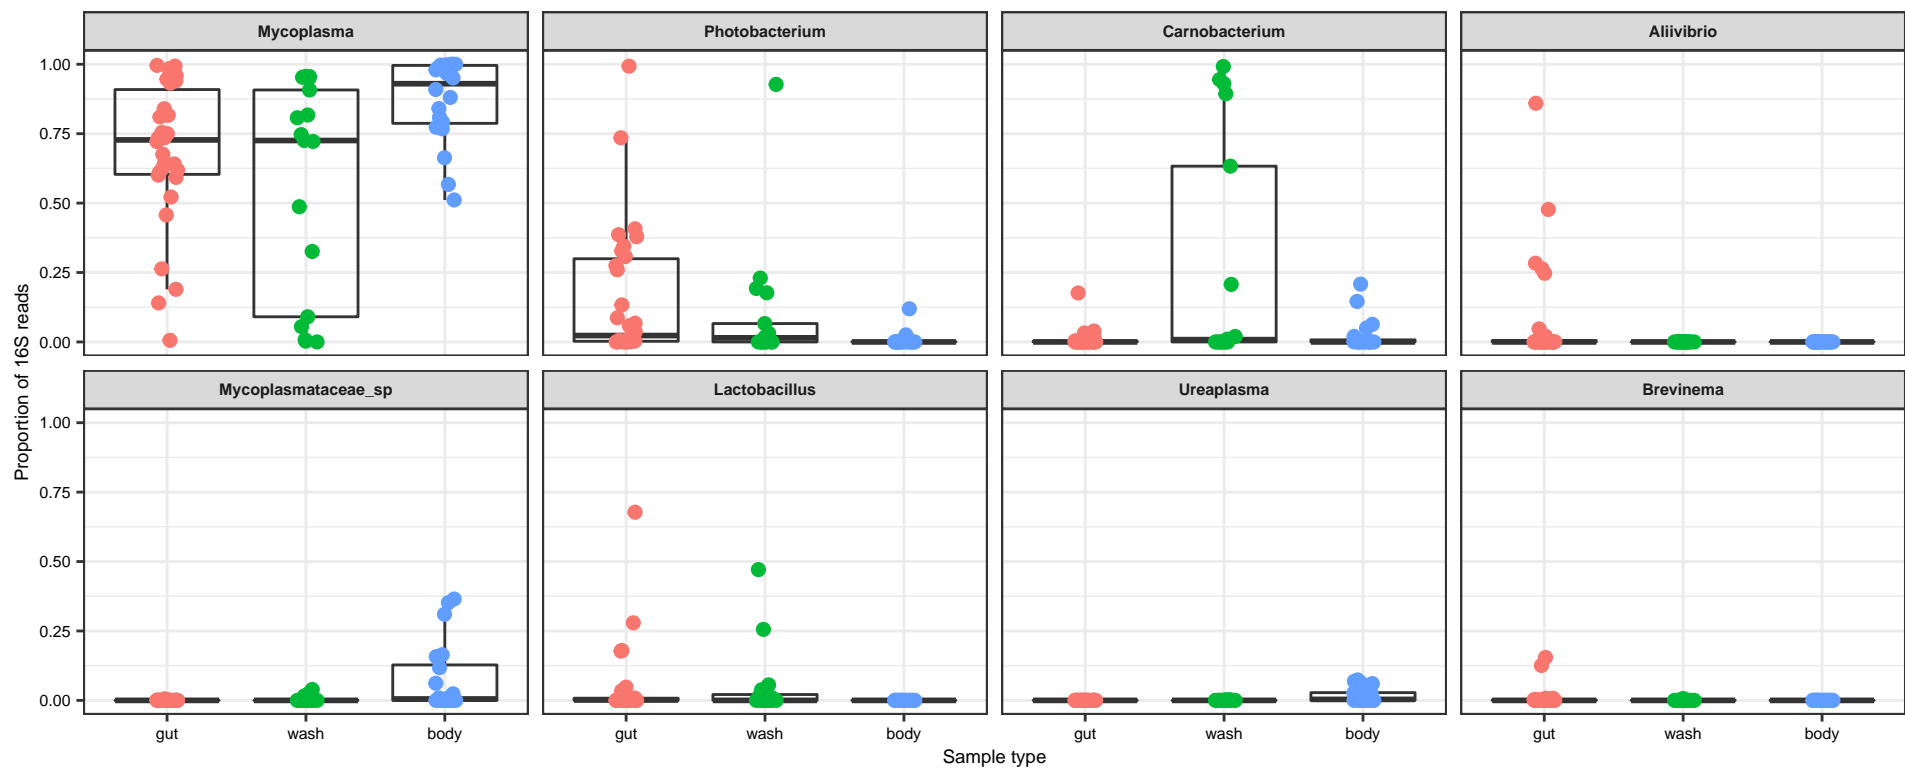 Mycoplasma Photobacterium Carnobacterium Aliivibrio
1.00
0.75
0.50
0.25
0.00
Mycoplasmataceae_sp Lactobacillus Ureaplasma Brevinema
1.00
0.75
0.50
0.25
0.00
Proportion of 16S reads
gut wash body gut wash body gut wash body gut wash body
Sample type